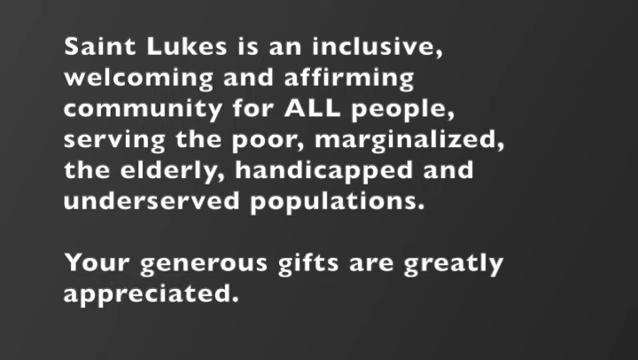 Saint Lukes is an inclusive,
welcoming and affirming
community for ALL people,
serving the poor, marginalized,
the elderly, handicapped and
underserved populations.
Your generous gifts are greatly
appreciated.